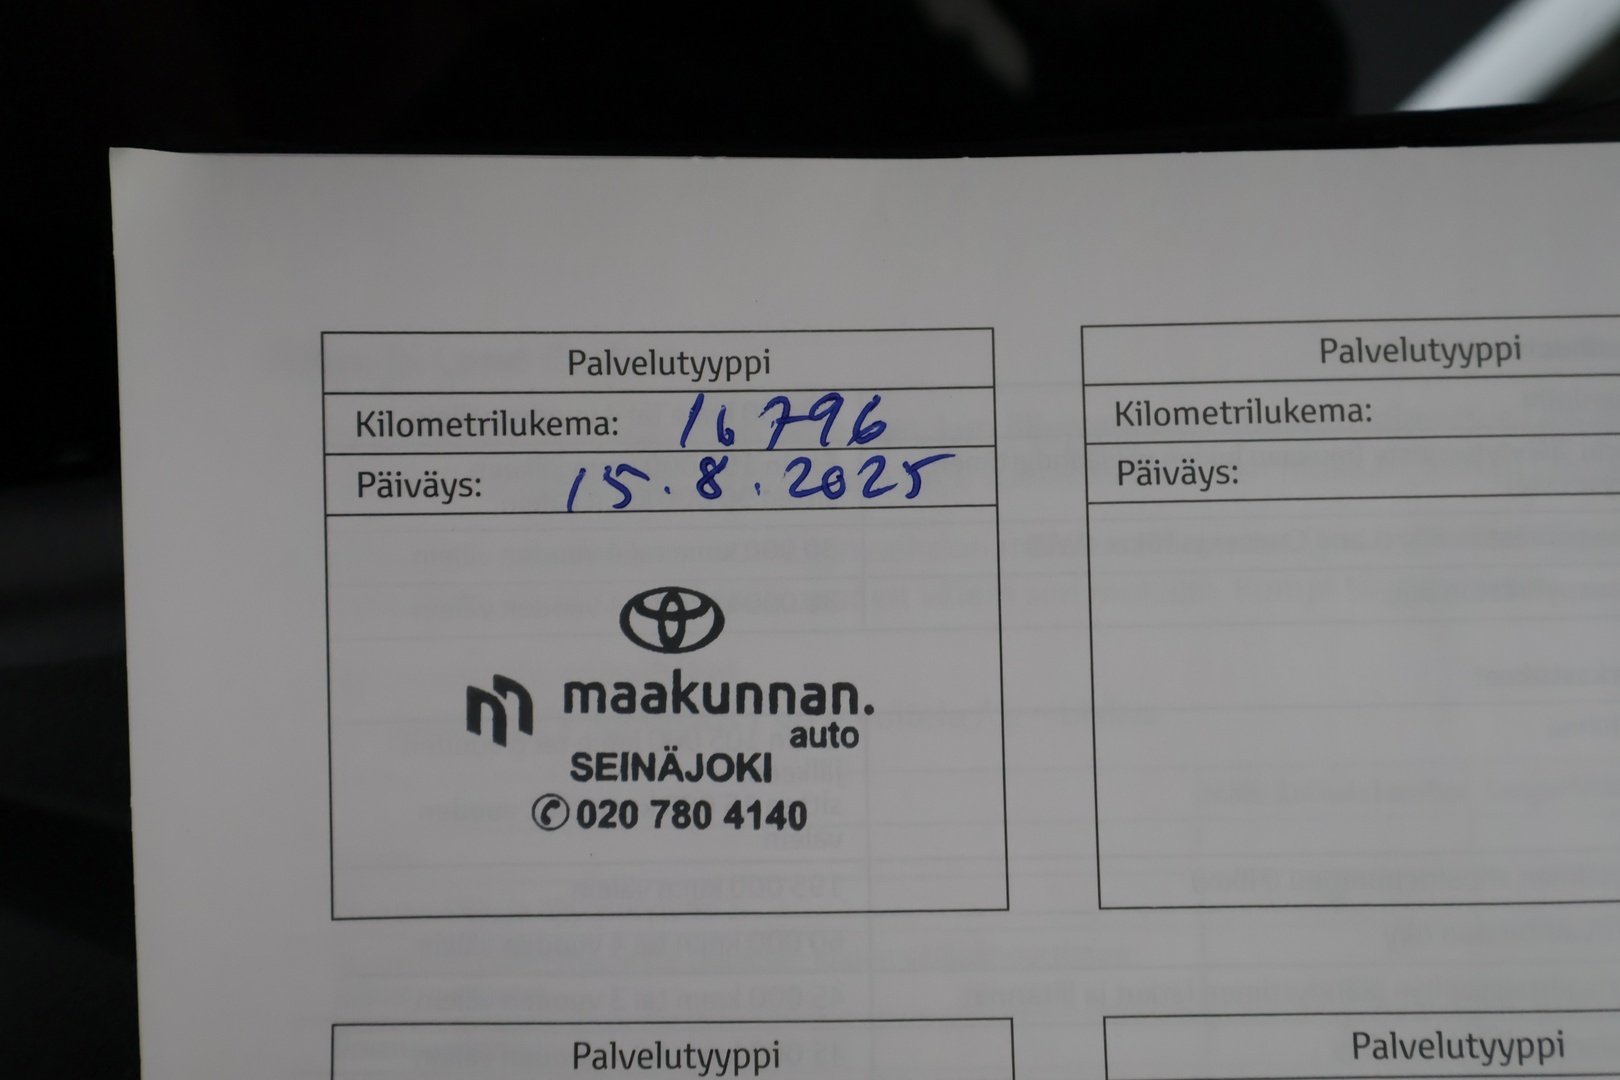 Palvelutyyppi
Kilometrilukema: 16796
Päiväys: 15.8.2025
maakunnan.
auto
SEINÄJOKI
020 780 4140
Palvelutyyppi
Kilometrilukema:
Päiväys:
Palvelutyyppi
Palvelutyyppi